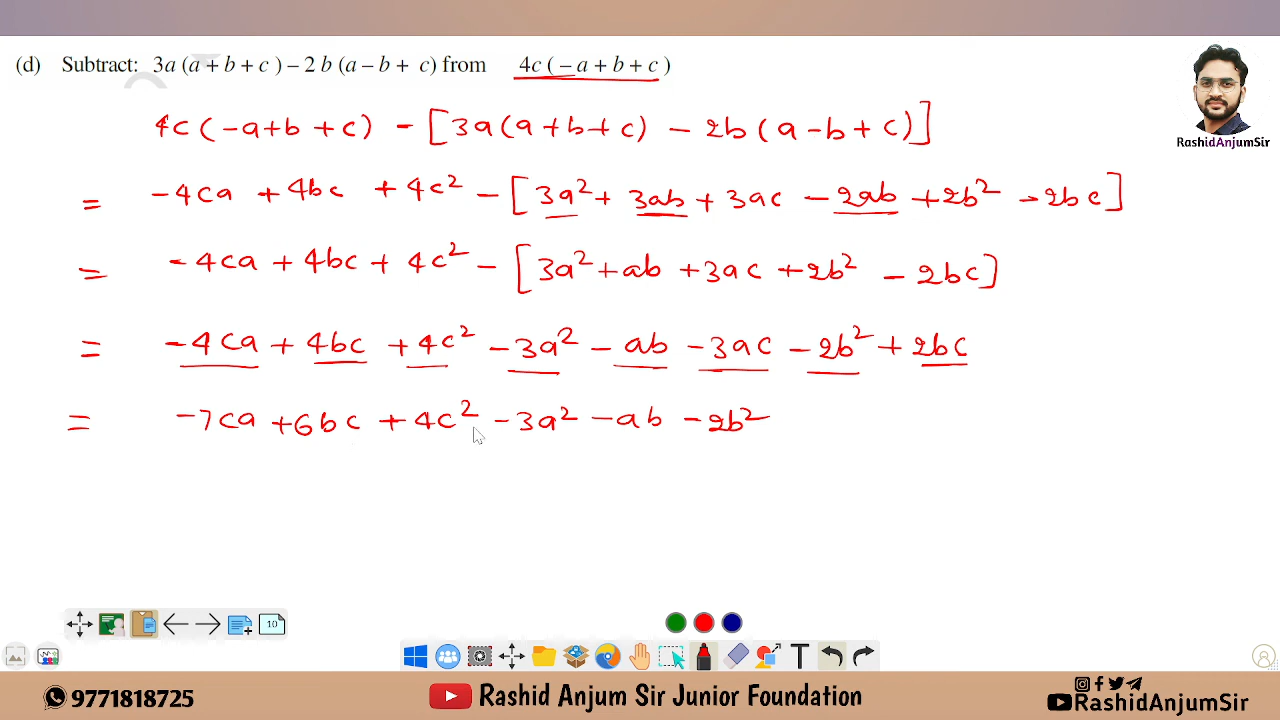 (d) Subtract: 3a (a + b + c) – 2 b (a – b + c) from 4c ( – a + b + c )
4c (-a+b +c) - [3a(a+b+c) - 2b(a -b+c)]
= -4ca +4bc +4c² - [3a² + 3ab + 3ac - 2ab +2b² -2bc]
= -4ca + 4bc + 4c² - [3a² +ab +3ac +2b² - 2bc]
= -4ca + 4bc +4c² -3a² - ab -3ac -2b² + 2bc
= -7ca +6bc +4c² -3a² -ab -2b²
RashidAnjumSir
10
T
9771818725
Rashid Anjum Sir Junior Foundation
RashidAnjumSir